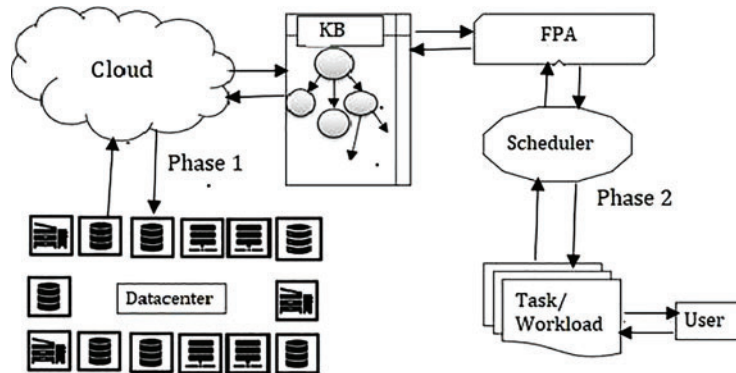 KB
FPA
Cloud
Scheduler
Phase 1
Phase 2
Datacenter
Task/
Workload
User